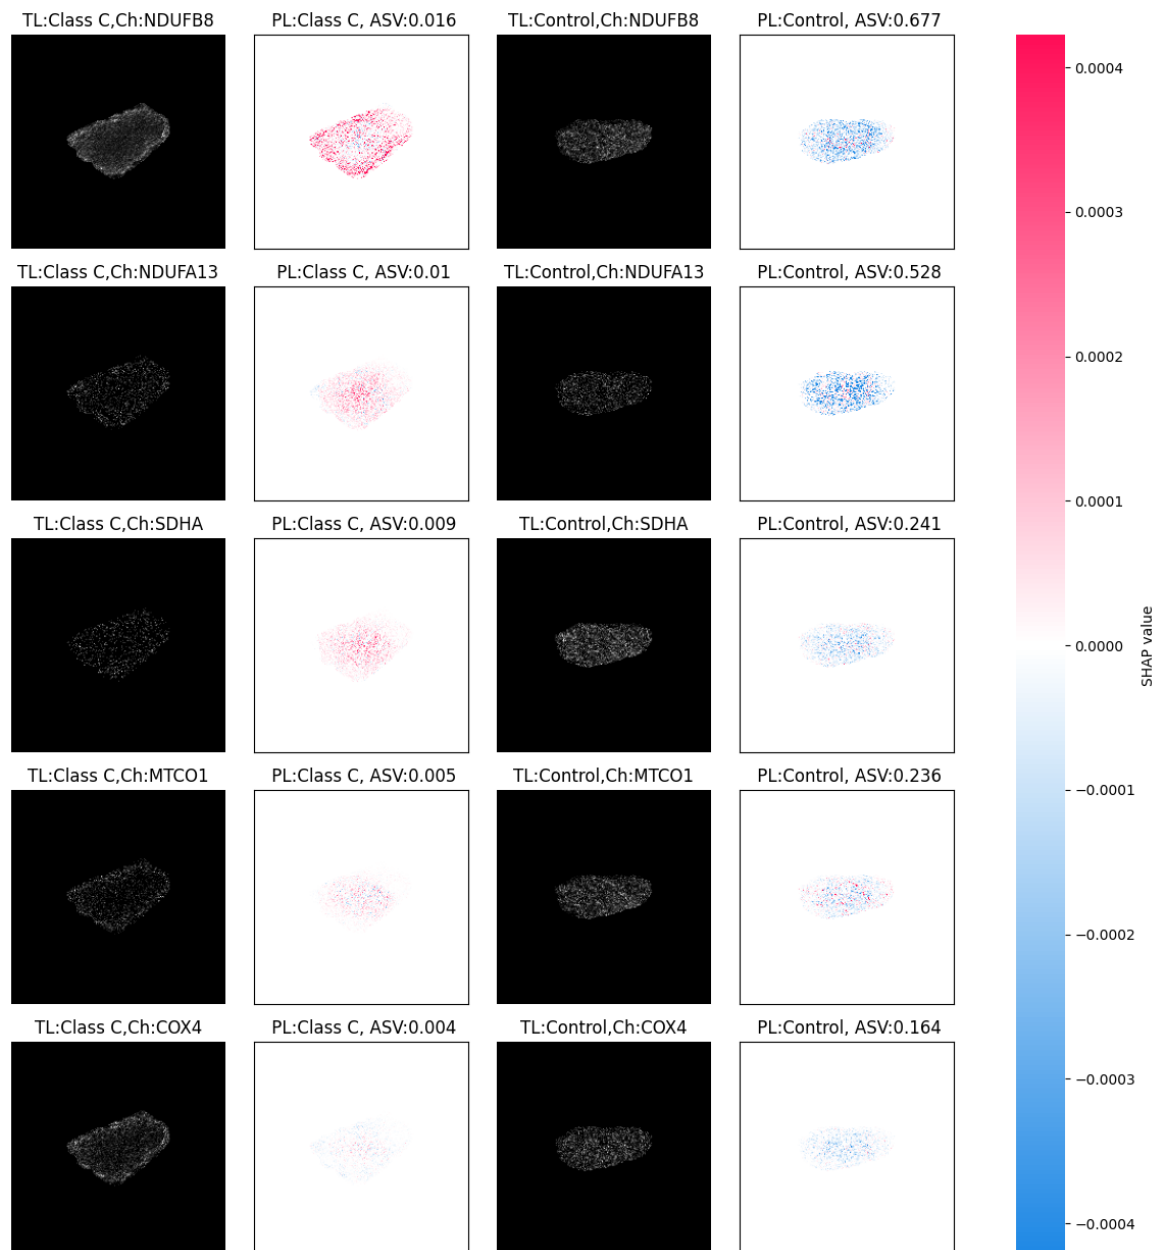 TL:Class C,Ch:NDUFB8
PL:Class C, ASV:0.016
TL:Control,Ch:NDUFB8
PL:Control, ASV:0.677
TL:Class C,Ch:NDUFA13
PL:Class C, ASV:0.01
TL:Control,Ch:NDUFA13
PL:Control, ASV:0.528
TL:Class C,Ch:SDHA
PL:Class C, ASV:0.009
TL:Control,Ch:SDHA
PL:Control, ASV:0.241
TL:Class C,Ch:MTCO1
PL:Class C, ASV:0.005
TL:Control,Ch:MTCO1
PL:Control, ASV:0.236
TL:Class C,Ch:COX4
PL:Class C, ASV:0.004
TL:Control,Ch:COX4
PL:Control, ASV:0.164
0.0004
0.0003
0.0002
0.0001
0.0000
−0.0001
−0.0002
−0.0003
−0.0004
SHAP value